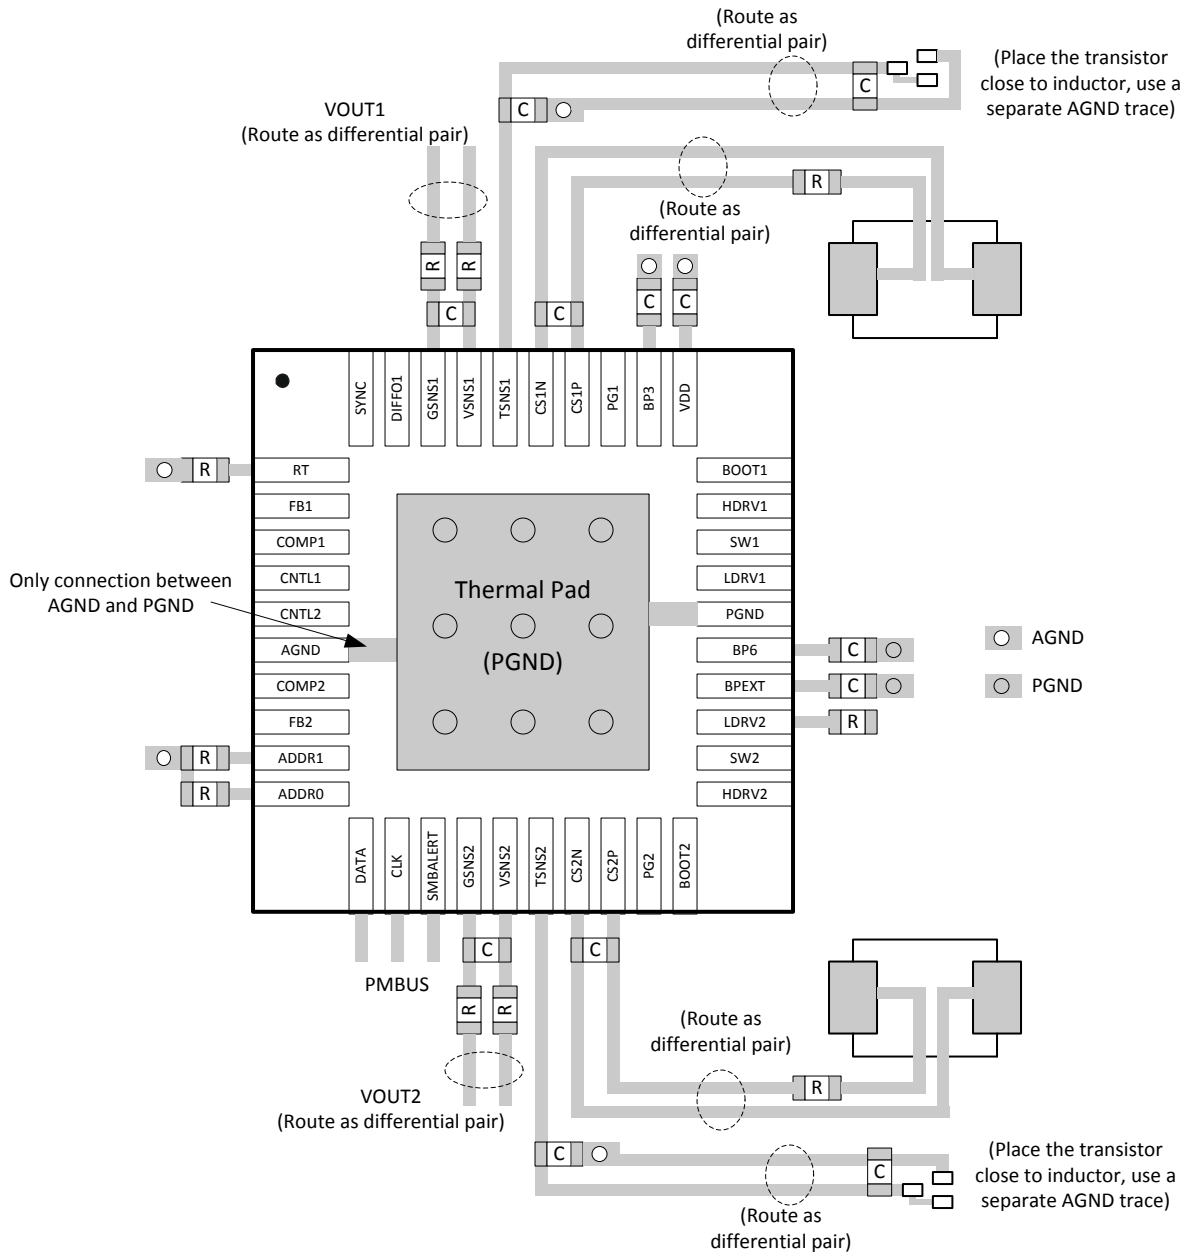 (Route as
differential pair)
(Place the transistor
close to inductor, use a
separate AGND trace)
C
VOUT1
(Route as differential pair)
C
R
(Route as
differential pair)
R
R
C
C
C
C
SYNC
DIFFO1
GSNS1
VSNS1
TSNS1
CS1N
CS1P
PG1
BP3
VDD
R
RT
FB1
COMP1
CNTL1
CNTL2
AGND
COMP2
FB2
ADDR1
ADDR0
R
R
Only connection between
AGND and PGND
Thermal Pad
(PGND)
BOOT1
HDRV1
SW1
LDRV1
PGND
BP6
BPEXT
LDRV2
SW2
HDRV2
C
C
R
AGND
PGND
DATA
CLK
SMBALERT
GSNS2
VSNS2
TSNS2
CS2N
CS2P
PG2
BOOT2
C
C
PMBUS
R
R
(Route as
differential pair)
R
VOUT2
(Route as differential pair)
C
C
(Place the transistor
close to inductor, use a
separate AGND trace)
(Route as
differential pair)